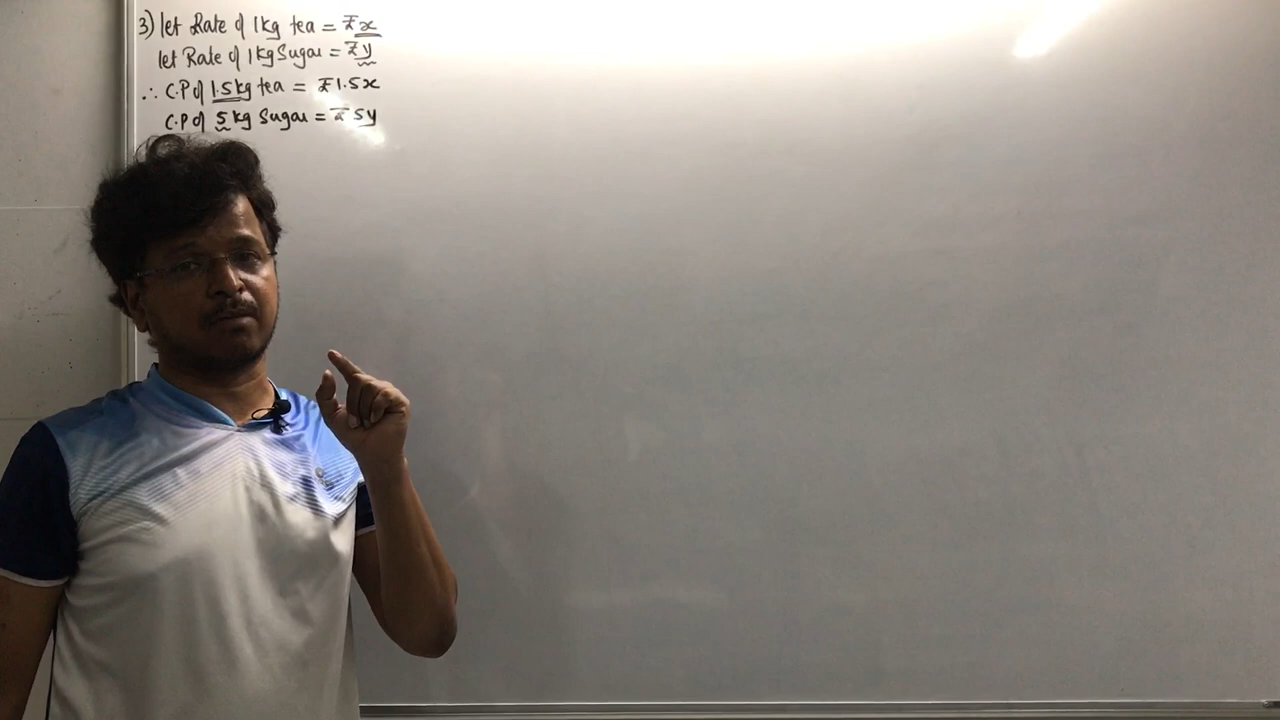 3) let Rate of 1kg tea = ₹x
let Rate of 1kg Sugar = ₹y
∴ C.P of 1.5kg tea = ₹1.5x
C.P of 5kg Sugar = ₹5y